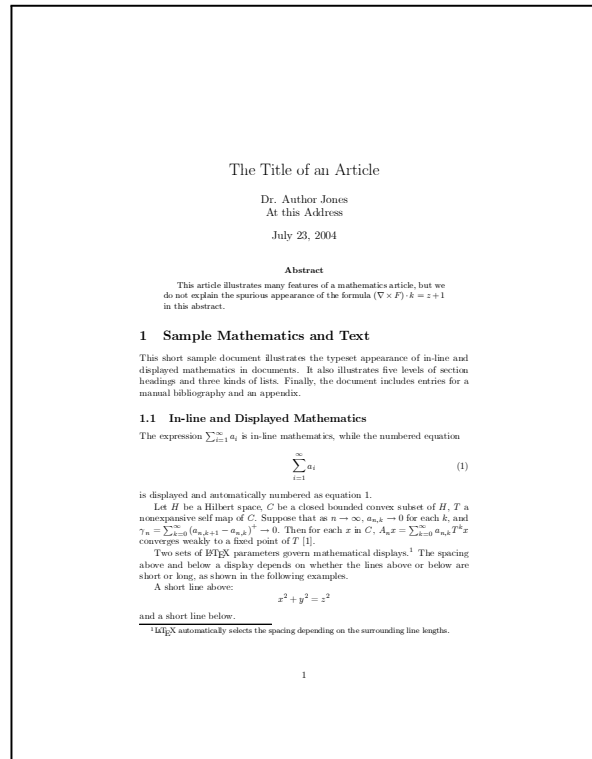 The Title of an Article
Dr. Author Jones
At this Address
July 23, 2004
Abstract
This article illustrates many features of a mathematics article, but we
do not explain the spurious appearance of the formula (∇ × F) · k = z + 1
in this abstract.
1 Sample Mathematics and Text
This short sample document illustrates the typeset appearance of in-line and
displayed mathematics in documents. It also illustrates five levels of section
headings and three kinds of lists. Finally, the document includes entries for a
manual bibliography and an appendix.
1.1 In-line and Displayed Mathematics
The expression ∑_{i=1}^{∞} a_i is in-line mathematics, while the numbered equation
∑_{i=1}^{∞} a_i (1)
is displayed and automatically numbered as equation 1.
Let H be a Hilbert space, C be a closed bounded convex subset of H, T a
nonexpansive self map of C. Suppose that as n → ∞, a_{n,k} → 0 for each k, and
γ_n = ∑_{k=0}^{∞} (a_{n,k+1} − a_{n,k})^+ → 0. Then for each x in C, A_n x = ∑_{k=0}^{∞} a_{n,k} T^k x
converges weakly to a fixed point of T [1].
Two sets of LATEX parameters govern mathematical displays.¹ The spacing
above and below a display depends on whether the lines above or below are
short or long, as shown in the following examples.
A short line above:
x² + y² = z²
and a short line below.
¹LATEX automatically selects the spacing depending on the surrounding line lengths.
1